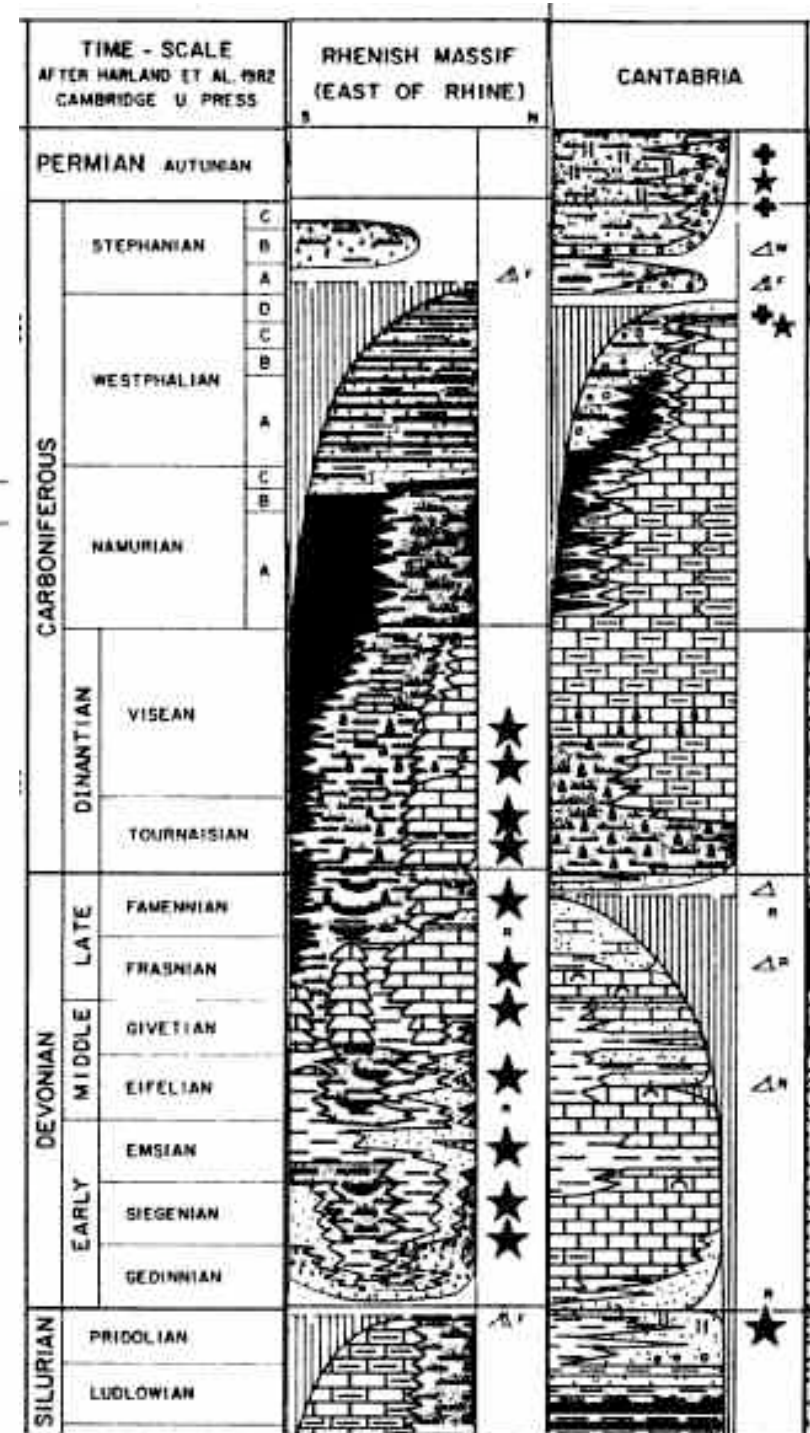 TIME - SCALE
AFTER HARLAND ET AL. 1982
CAMBRIDGE U PRESS
RHENISH MASSIF
(EAST OF RHINE)
S N
CANTABRIA
PERMIAN AUTUNIAN
CARBONIFEROUS
STEPHANIAN
C
B
A
WESTPHALIAN
D
C
B
A
NAMURIAN
C
B
A
DINANTIAN
VISEAN
TOURNAISIAN
DEVONIAN
LATE
FAMENNIAN
FRASNIAN
MIDDLE
GIVETIAN
EIFELIAN
EARLY
EMSIAN
SIEGENIAN
GEDINNIAN
SILLURIAN
PRIDOLIAN
LUDLOWIAN